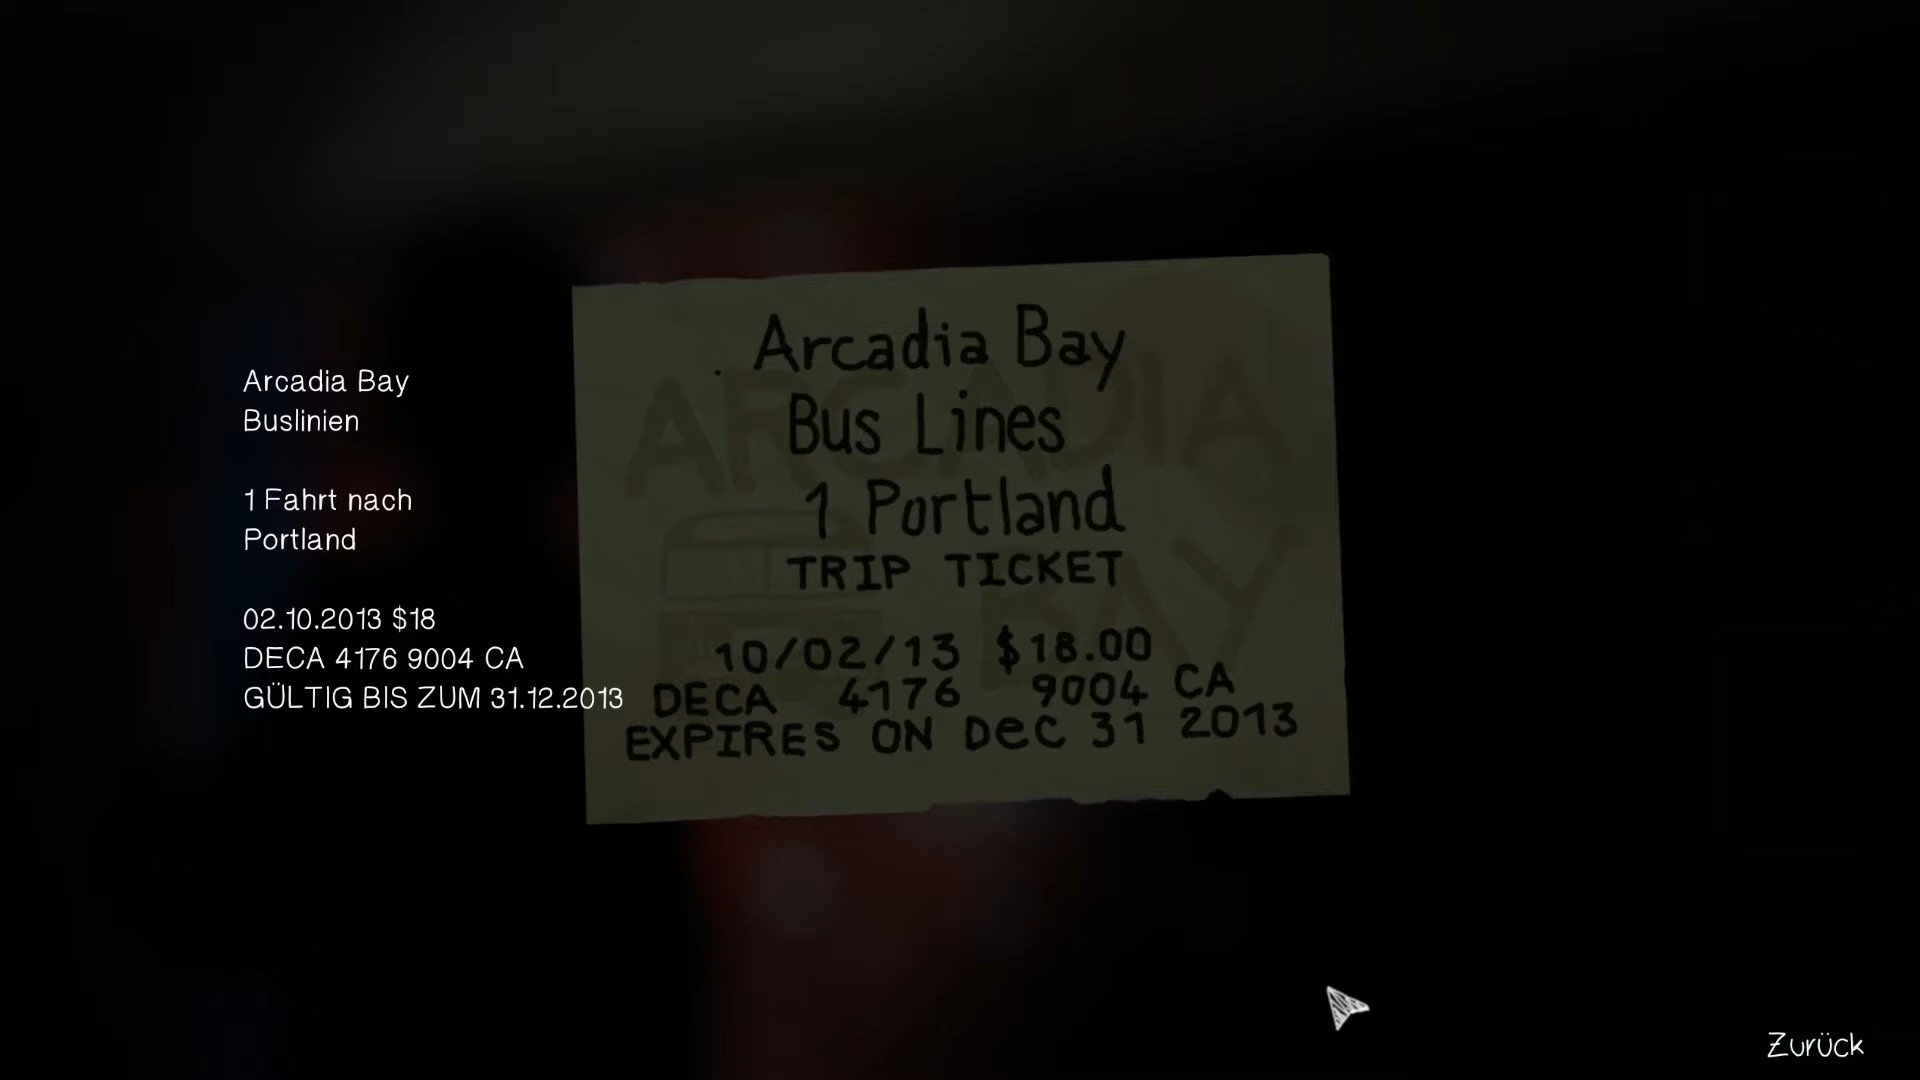 Arcadia Bay
Buslinien
1 Fahrt nach
Portland
02.10.2013 $18
DECA 4176 9004 CA
GÜLTIG BIS ZUM 31.12.2013
ARCADIA
BAY
Arcadia Bay
Bus Lines
1 Portland
TRIP TICKET
10/02/13 $18.00
DECA 4176 9004 CA
EXPIRES ON DeC 31 2013
Zurück